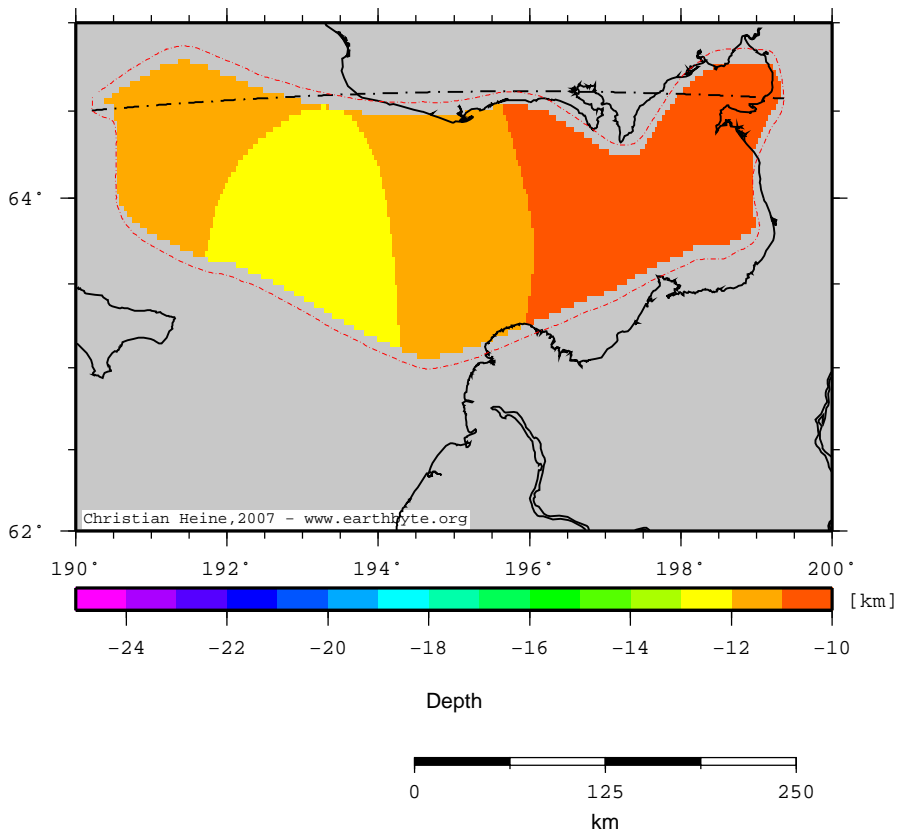 64˚
62˚
Christian Heine,2007 - www.earthbyte.org
190˚ 192˚ 194˚ 196˚ 198˚ 200˚
[km]
−24 −22 −20 −18 −16 −14 −12 −10
Depth
0 125 250
km